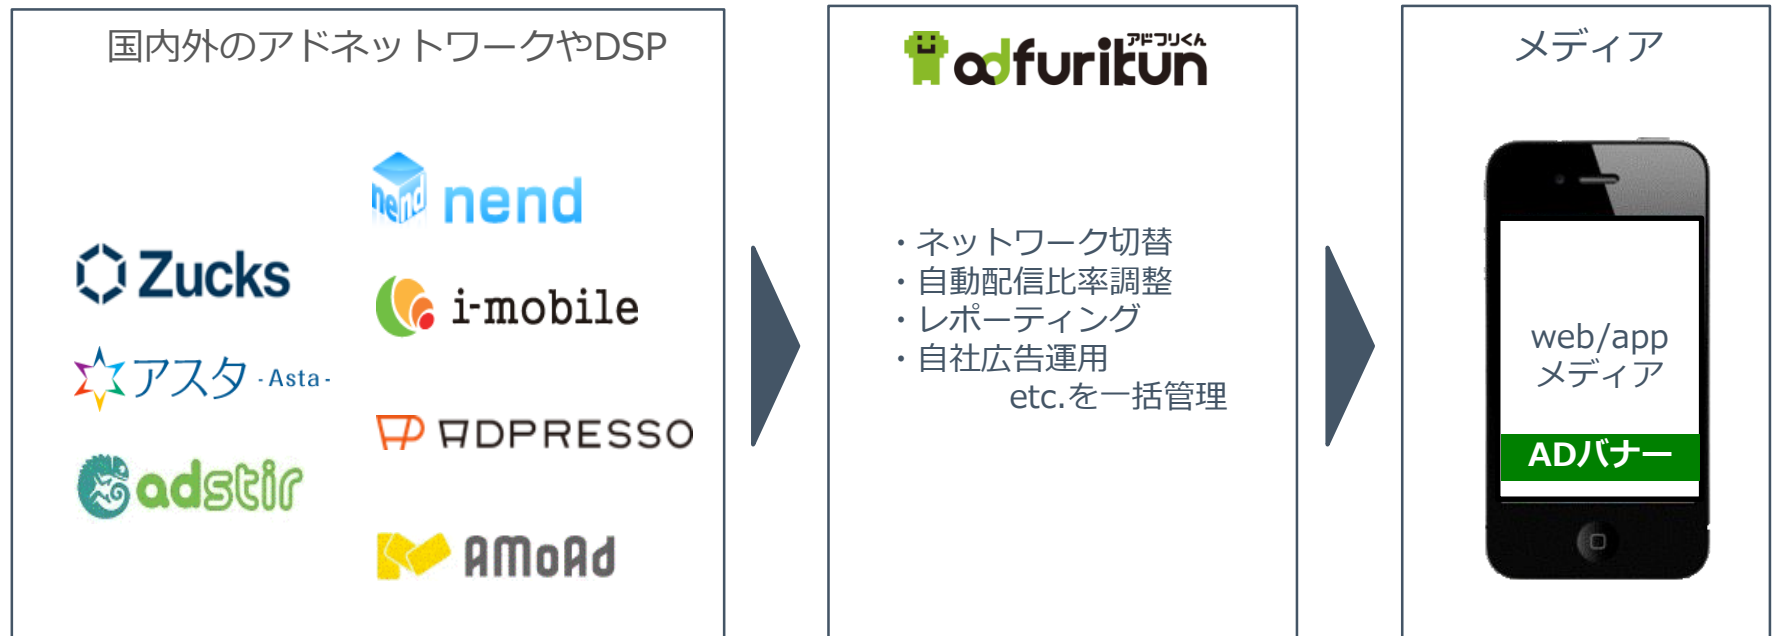 国内外のアドネットワークやDSP
nend
nend
Zucks
i-mobile
アスタ -Asta-
ADPRESSO
adstir
AMoAd
アドフリくん
adfurikun
・ネットワーク切替
・自動配信比率調整
・レポーティング
・自社広告運用
etc.を一括管理
メディア
web/app
メディア
ADバナー